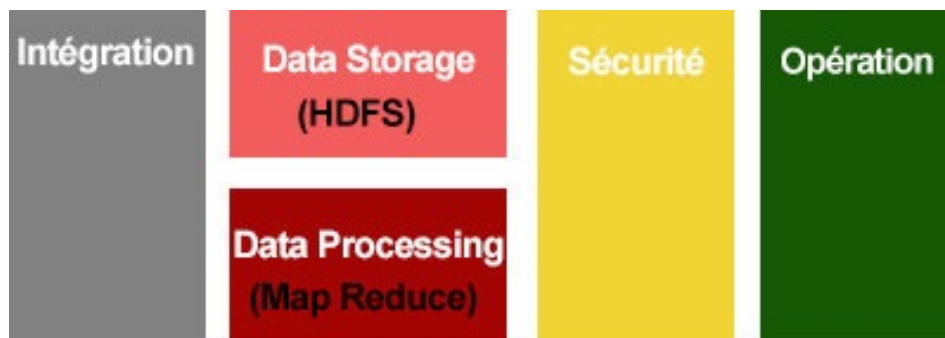 Intégration
Data Storage
(HDFS)
Data Processing
(Map Reduce)
Sécurité
Opération